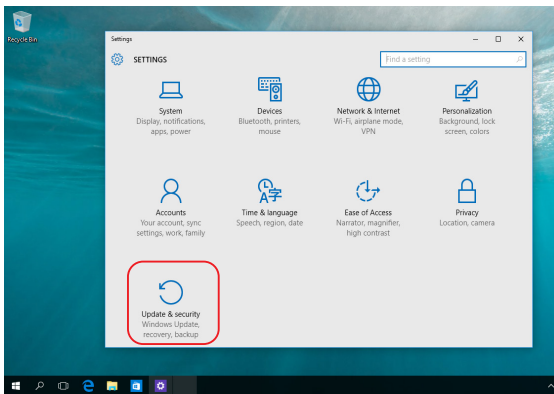 Recycle Bin
Settings
SETTINGS
Find a setting
System
Display, notifications,
apps, power
Devices
Bluetooth, printers,
mouse
Network & Internet
Wi-Fi, airplane mode,
VPN
Personalization
Background, lock
screen, colors
Accounts
Your account, sync
settings, work, family
Time & language
Speech, region, date
Ease of Access
Narrator, magnifier,
high contrast
Privacy
Location, camera
Update & security
Windows Update,
recovery, backup